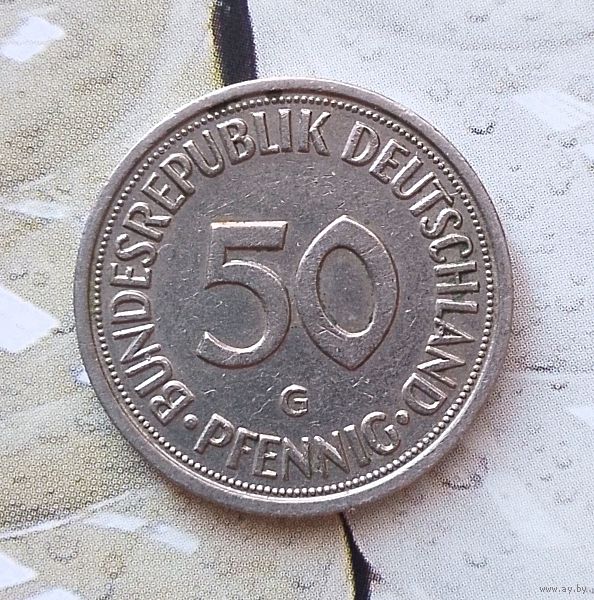 BUNDESREPUBLIK DEUTSCHLAND
50
G
· PFENNIG ·
www.ay.by